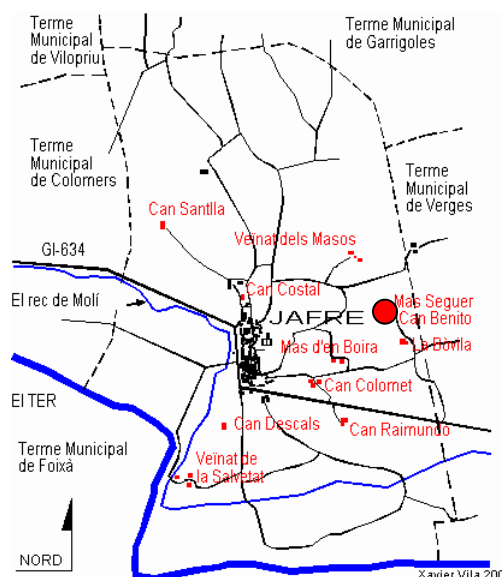 Terme
Municipal
de Vilopriu
Terme Municipal
de Garrigoles
Terme
Municipal
de Colomers
Terme
Municipal
de Verges
Can Santlla
Veïnat dels Masos
GI-634
Can Costal
El rec de Molí
JAFRE
Mas Seguer
Can Benito
Mas d'en Boira
La Bòvila
Can Colomet
El TER
Can Descals
Can Raimundo
Terme Municipal
de Foixà
Veïnat de
la Salvetat
NORD
Xavier Vila